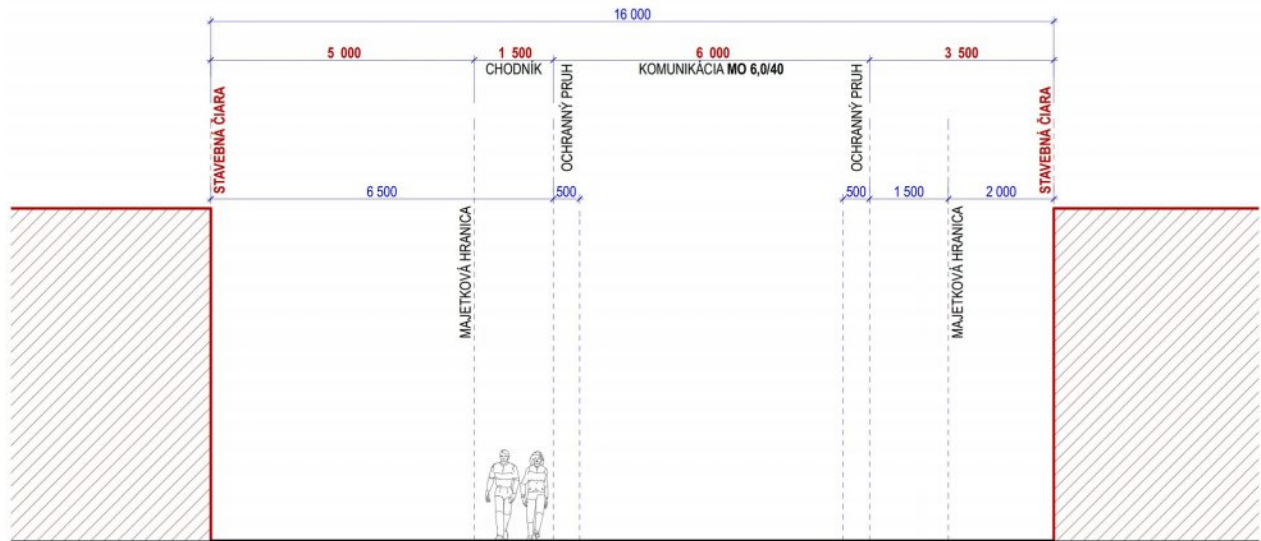 16 000
5 000
1 500
6 000
3 500
CHODNÍK
KOMUNIKÁCIA MO 6,0/40
STAVEBNÁ ČIARA
OCHRANNÝ PRUH
OCHRANNÝ PRUH
STAVEBNÁ ČIARA
6 500
500
500
1 500
2 000
MAJETKOVÁ HRANICA
MAJETKOVÁ HRANICA